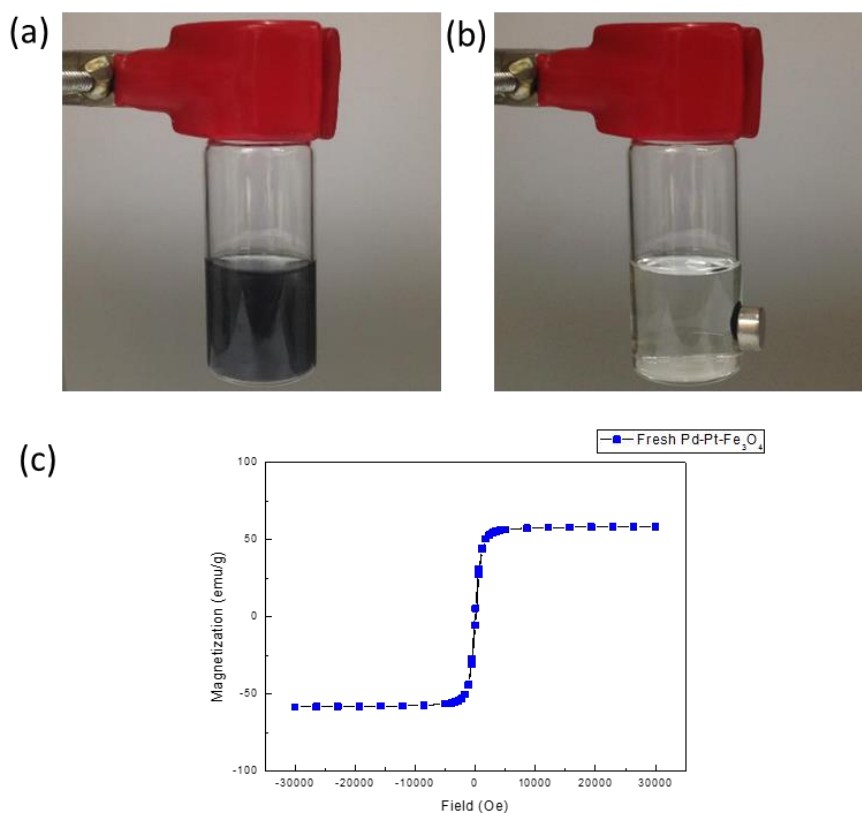 (a)
(b)
(c)
Fresh Pd-Pt-Fe₃O₄
100
50
0
-50
-100
Magnetization (emu/g)
-30000 -20000 -10000 0 10000 20000 30000
Field (Oe)